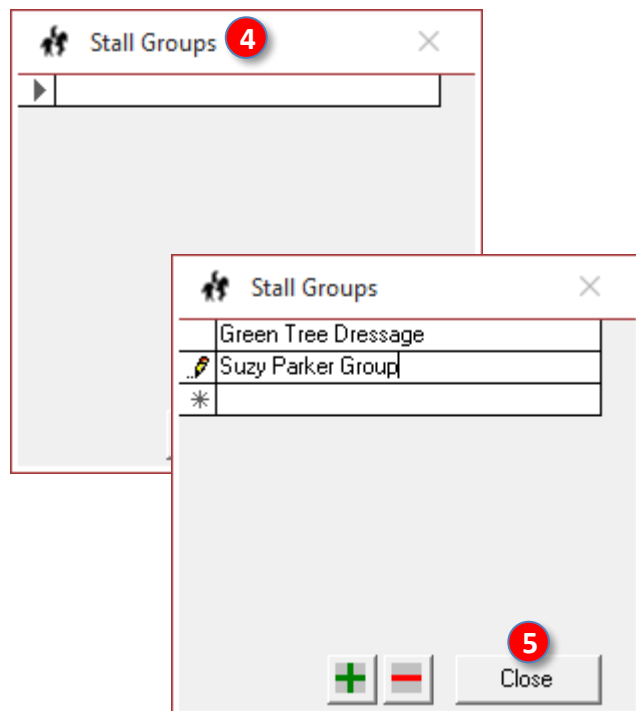 Stall Groups 4
Stall Groups
Green Tree Dressage
Suzy Parker Group
5
Close